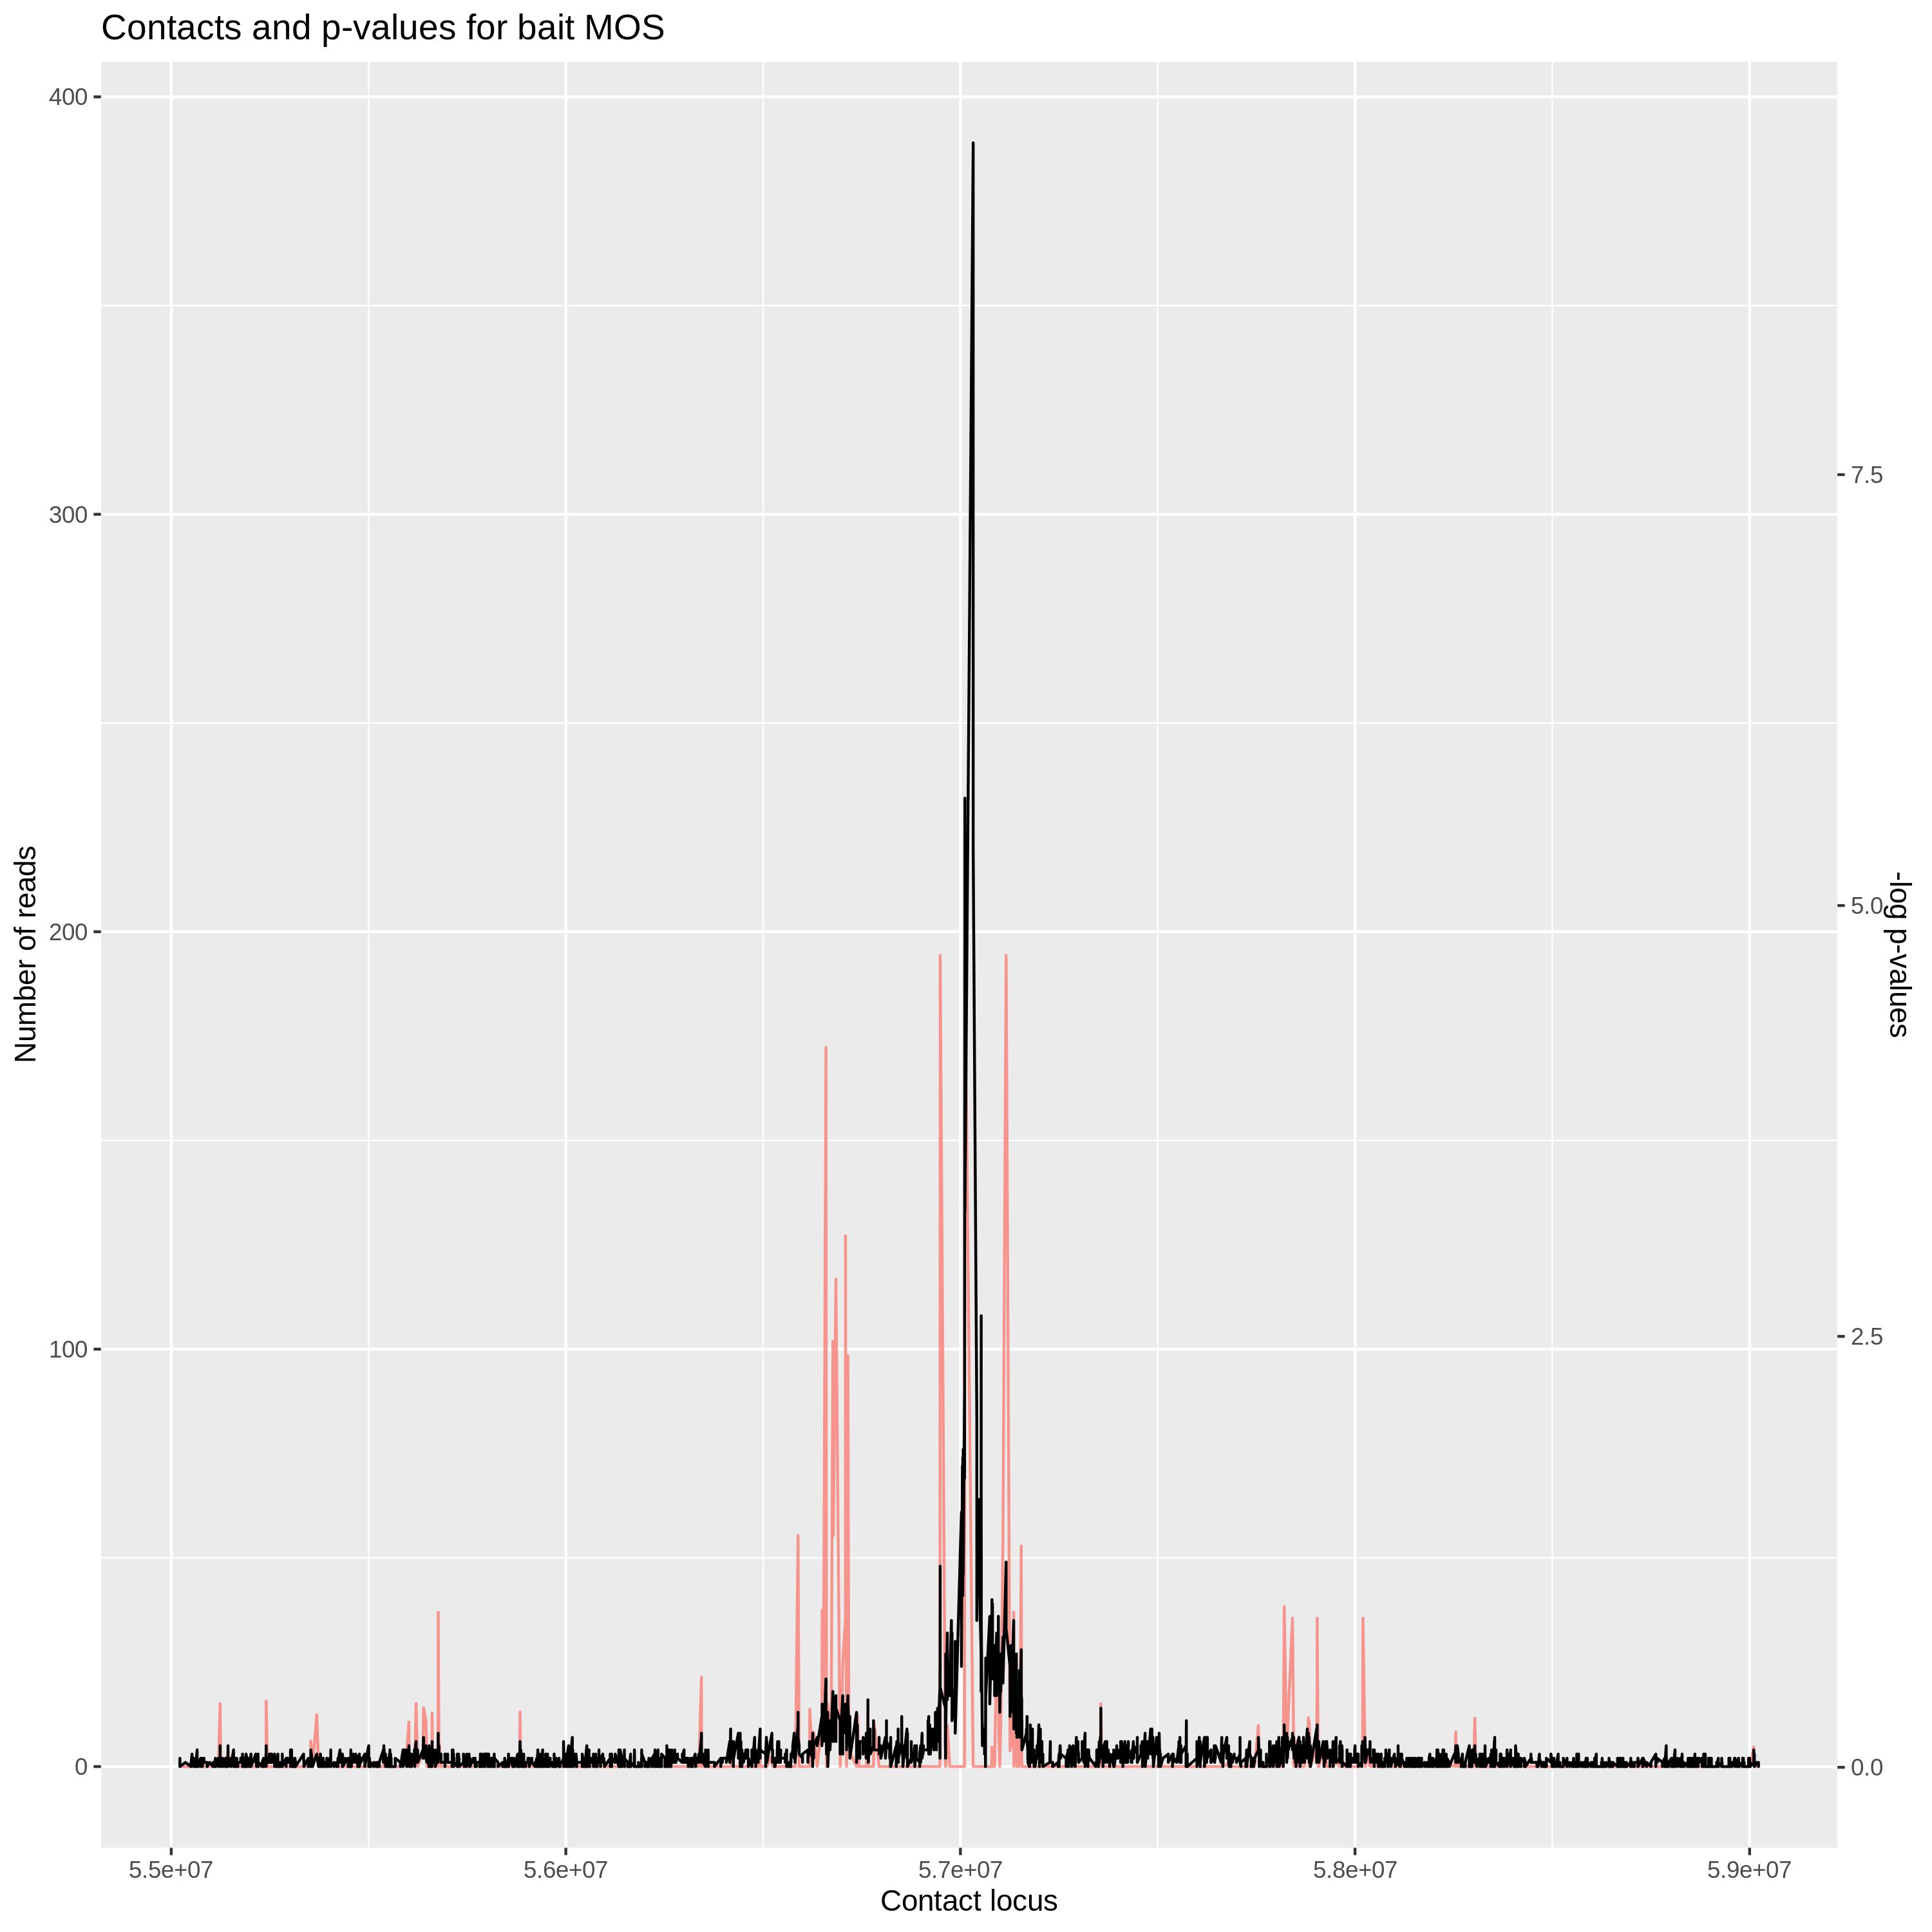 Contacts and p-values for bait MOS
400
300
200
100
0
Number of reads
7.5
5.0
2.5
0.0
-log p-values
5.5e+07
5.6e+07
5.7e+07
5.8e+07
5.9e+07
Contact locus